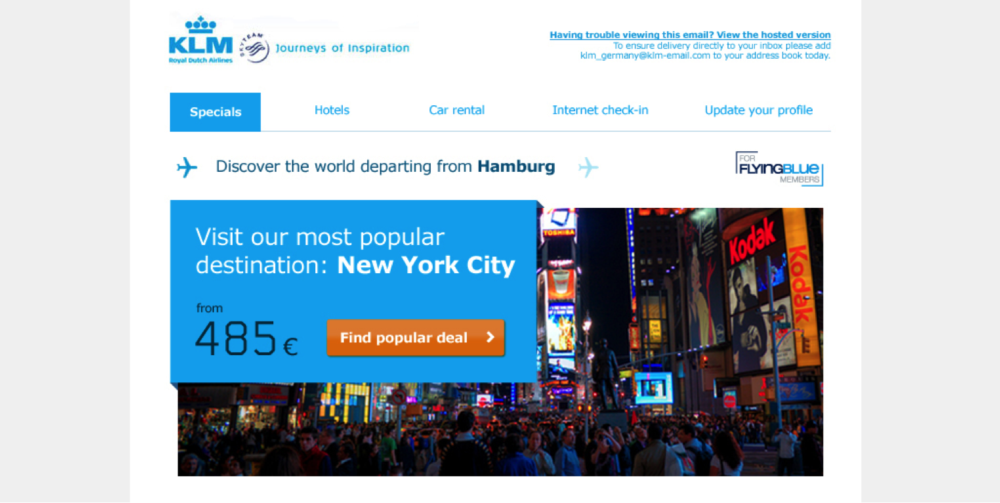 KLM
Royal Dutch Airlines
SKYTEAM
Journeys of Inspiration
Having trouble viewing this email? View the hosted version
To ensure delivery directly to your inbox please add
klm_germany@klm-email.com to your address book today.
Specials
Hotels
Car rental
Internet check-in
Update your profile
Discover the world departing from Hamburg
FOR
FLYINGBLUE
MEMBERS
Visit our most popular
destination: New York City
from
485 €
Find popular deal
TOSHIBA
Kodak
Kodak